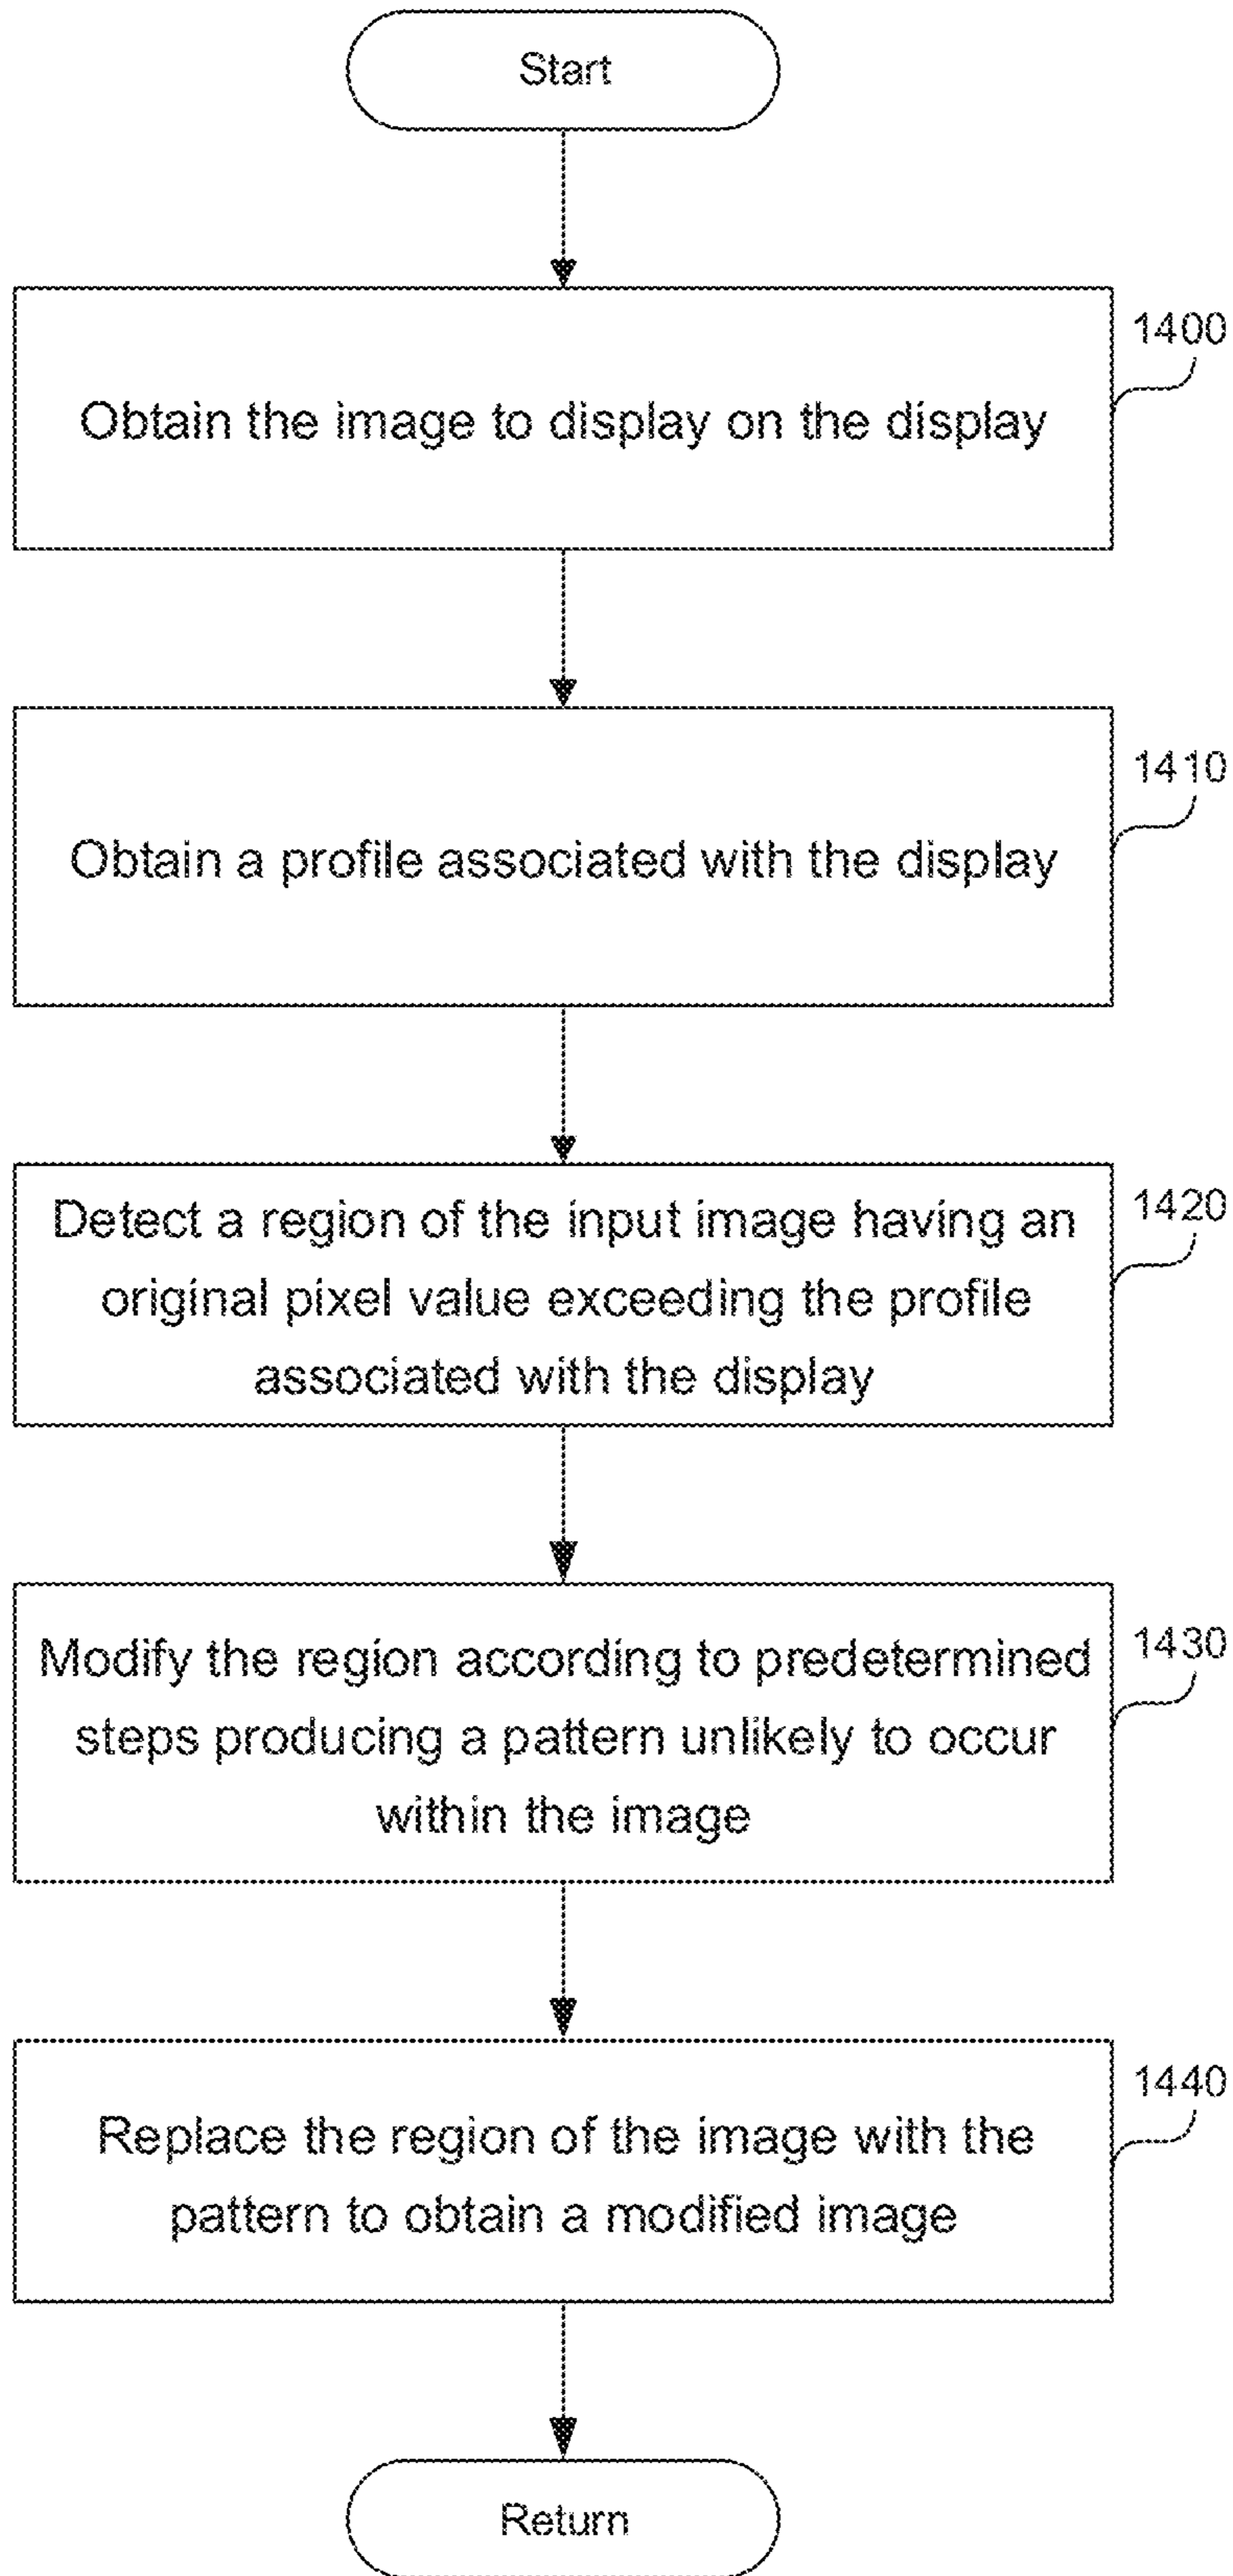 Start
1400
Obtain the image to display on the display
1410
Obtain a profile associated with the display
1420
Detect a region of the input image having an
original pixel value exceeding the profile
associated with the display
1430
Modify the region according to predetermined
steps producing a pattern unlikely to occur
within the image
1440
Replace the region of the image with the
pattern to obtain a modified image
Return